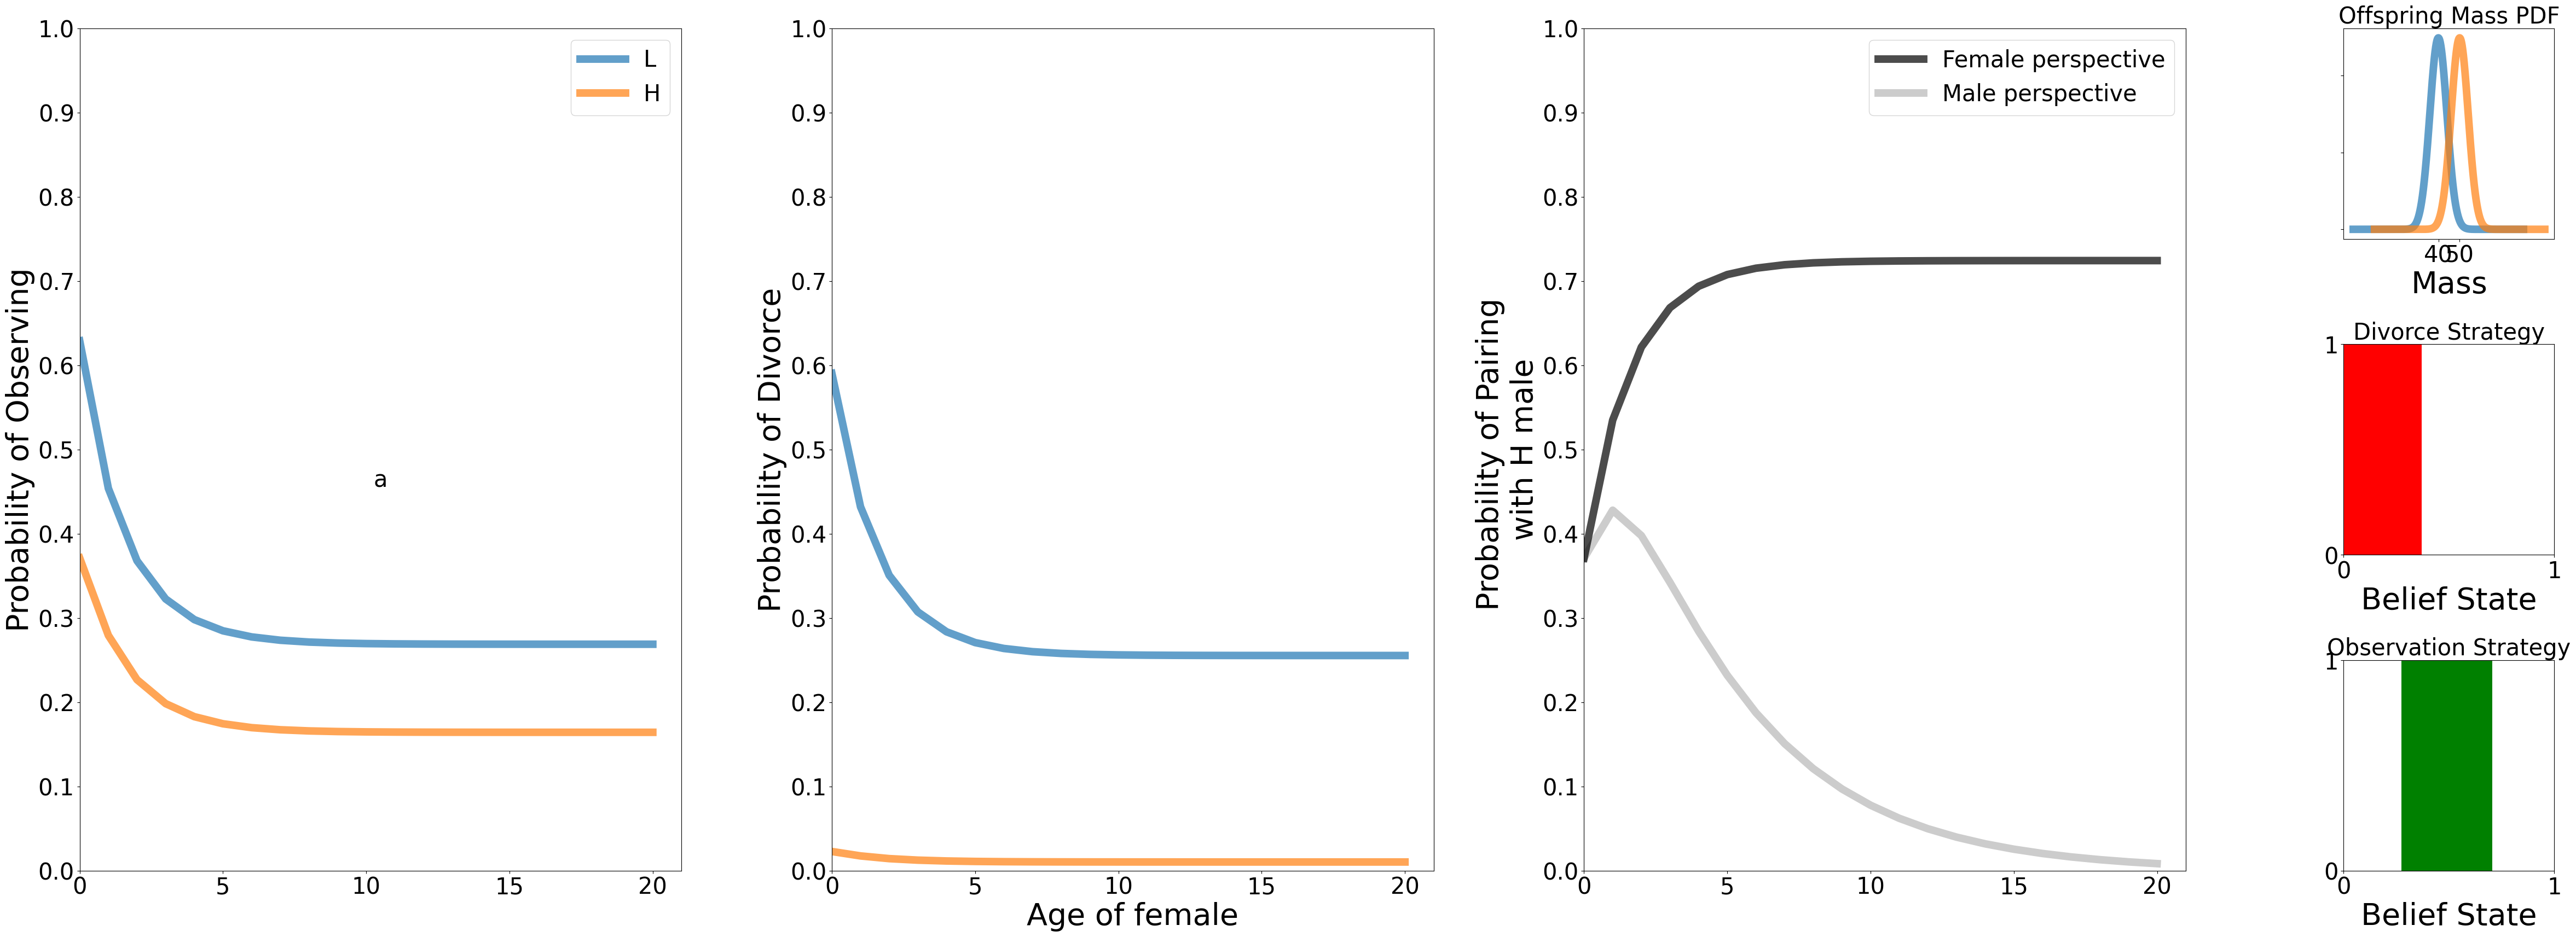 Probability of Observing
1.0
0.9
0.8
0.7
0.6
0.5
0.4
0.3
0.2
0.1
0.0
0 5 10 15 20
L
H
a
Probability of Divorce
1.0
0.9
0.8
0.7
0.6
0.5
0.4
0.3
0.2
0.1
0.0
0 5 10 15 20
Age of female
Probability of Pairing
with H male
1.0
0.9
0.8
0.7
0.6
0.5
0.4
0.3
0.2
0.1
0.0
0 5 10 15 20
Female perspective
Male perspective
Offspring Mass PDF
40 50
Mass
Divorce Strategy
1
0
0 1
Belief State
Observation Strategy
1
0
0 1
Belief State